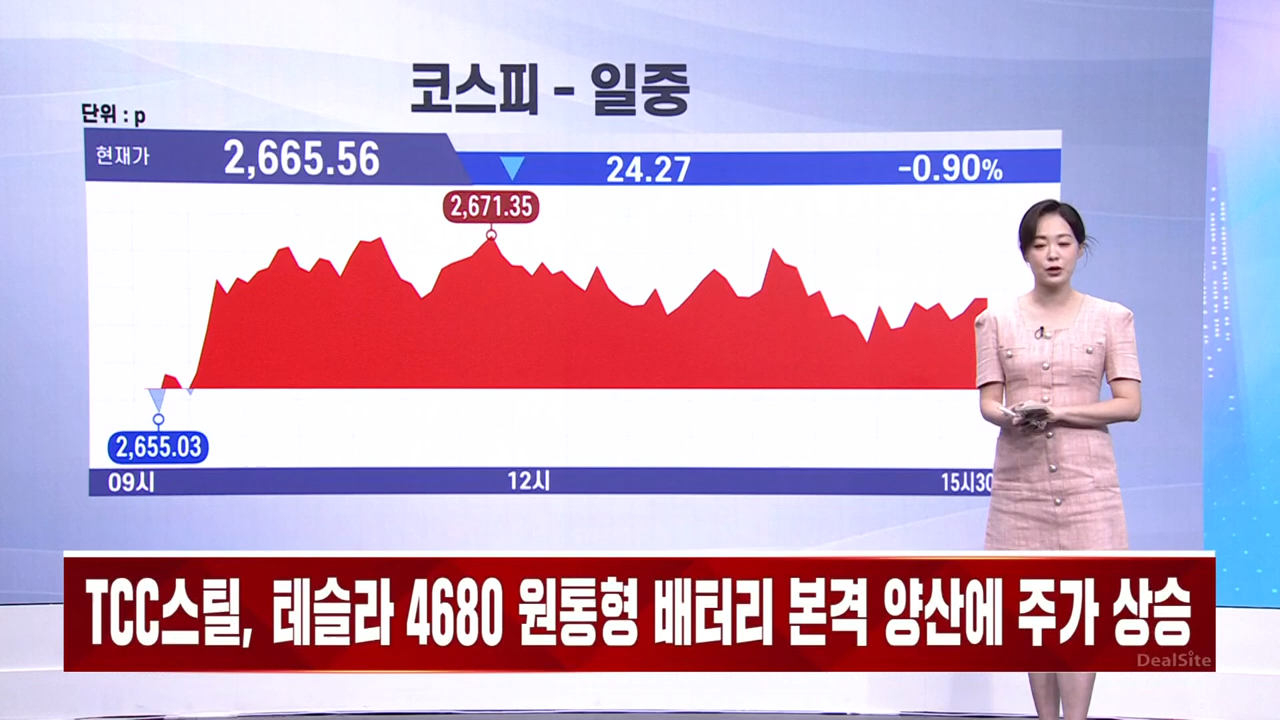 코스피 - 일중
단위 : p
현재가 2,665.56 ▼ 24.27 -0.90%
2,671.35
2,655.03
09시 12시 15시30
TCC스틸, 테슬라 4680 원통형 배터리 본격 양산에 주가 상승
DealSite